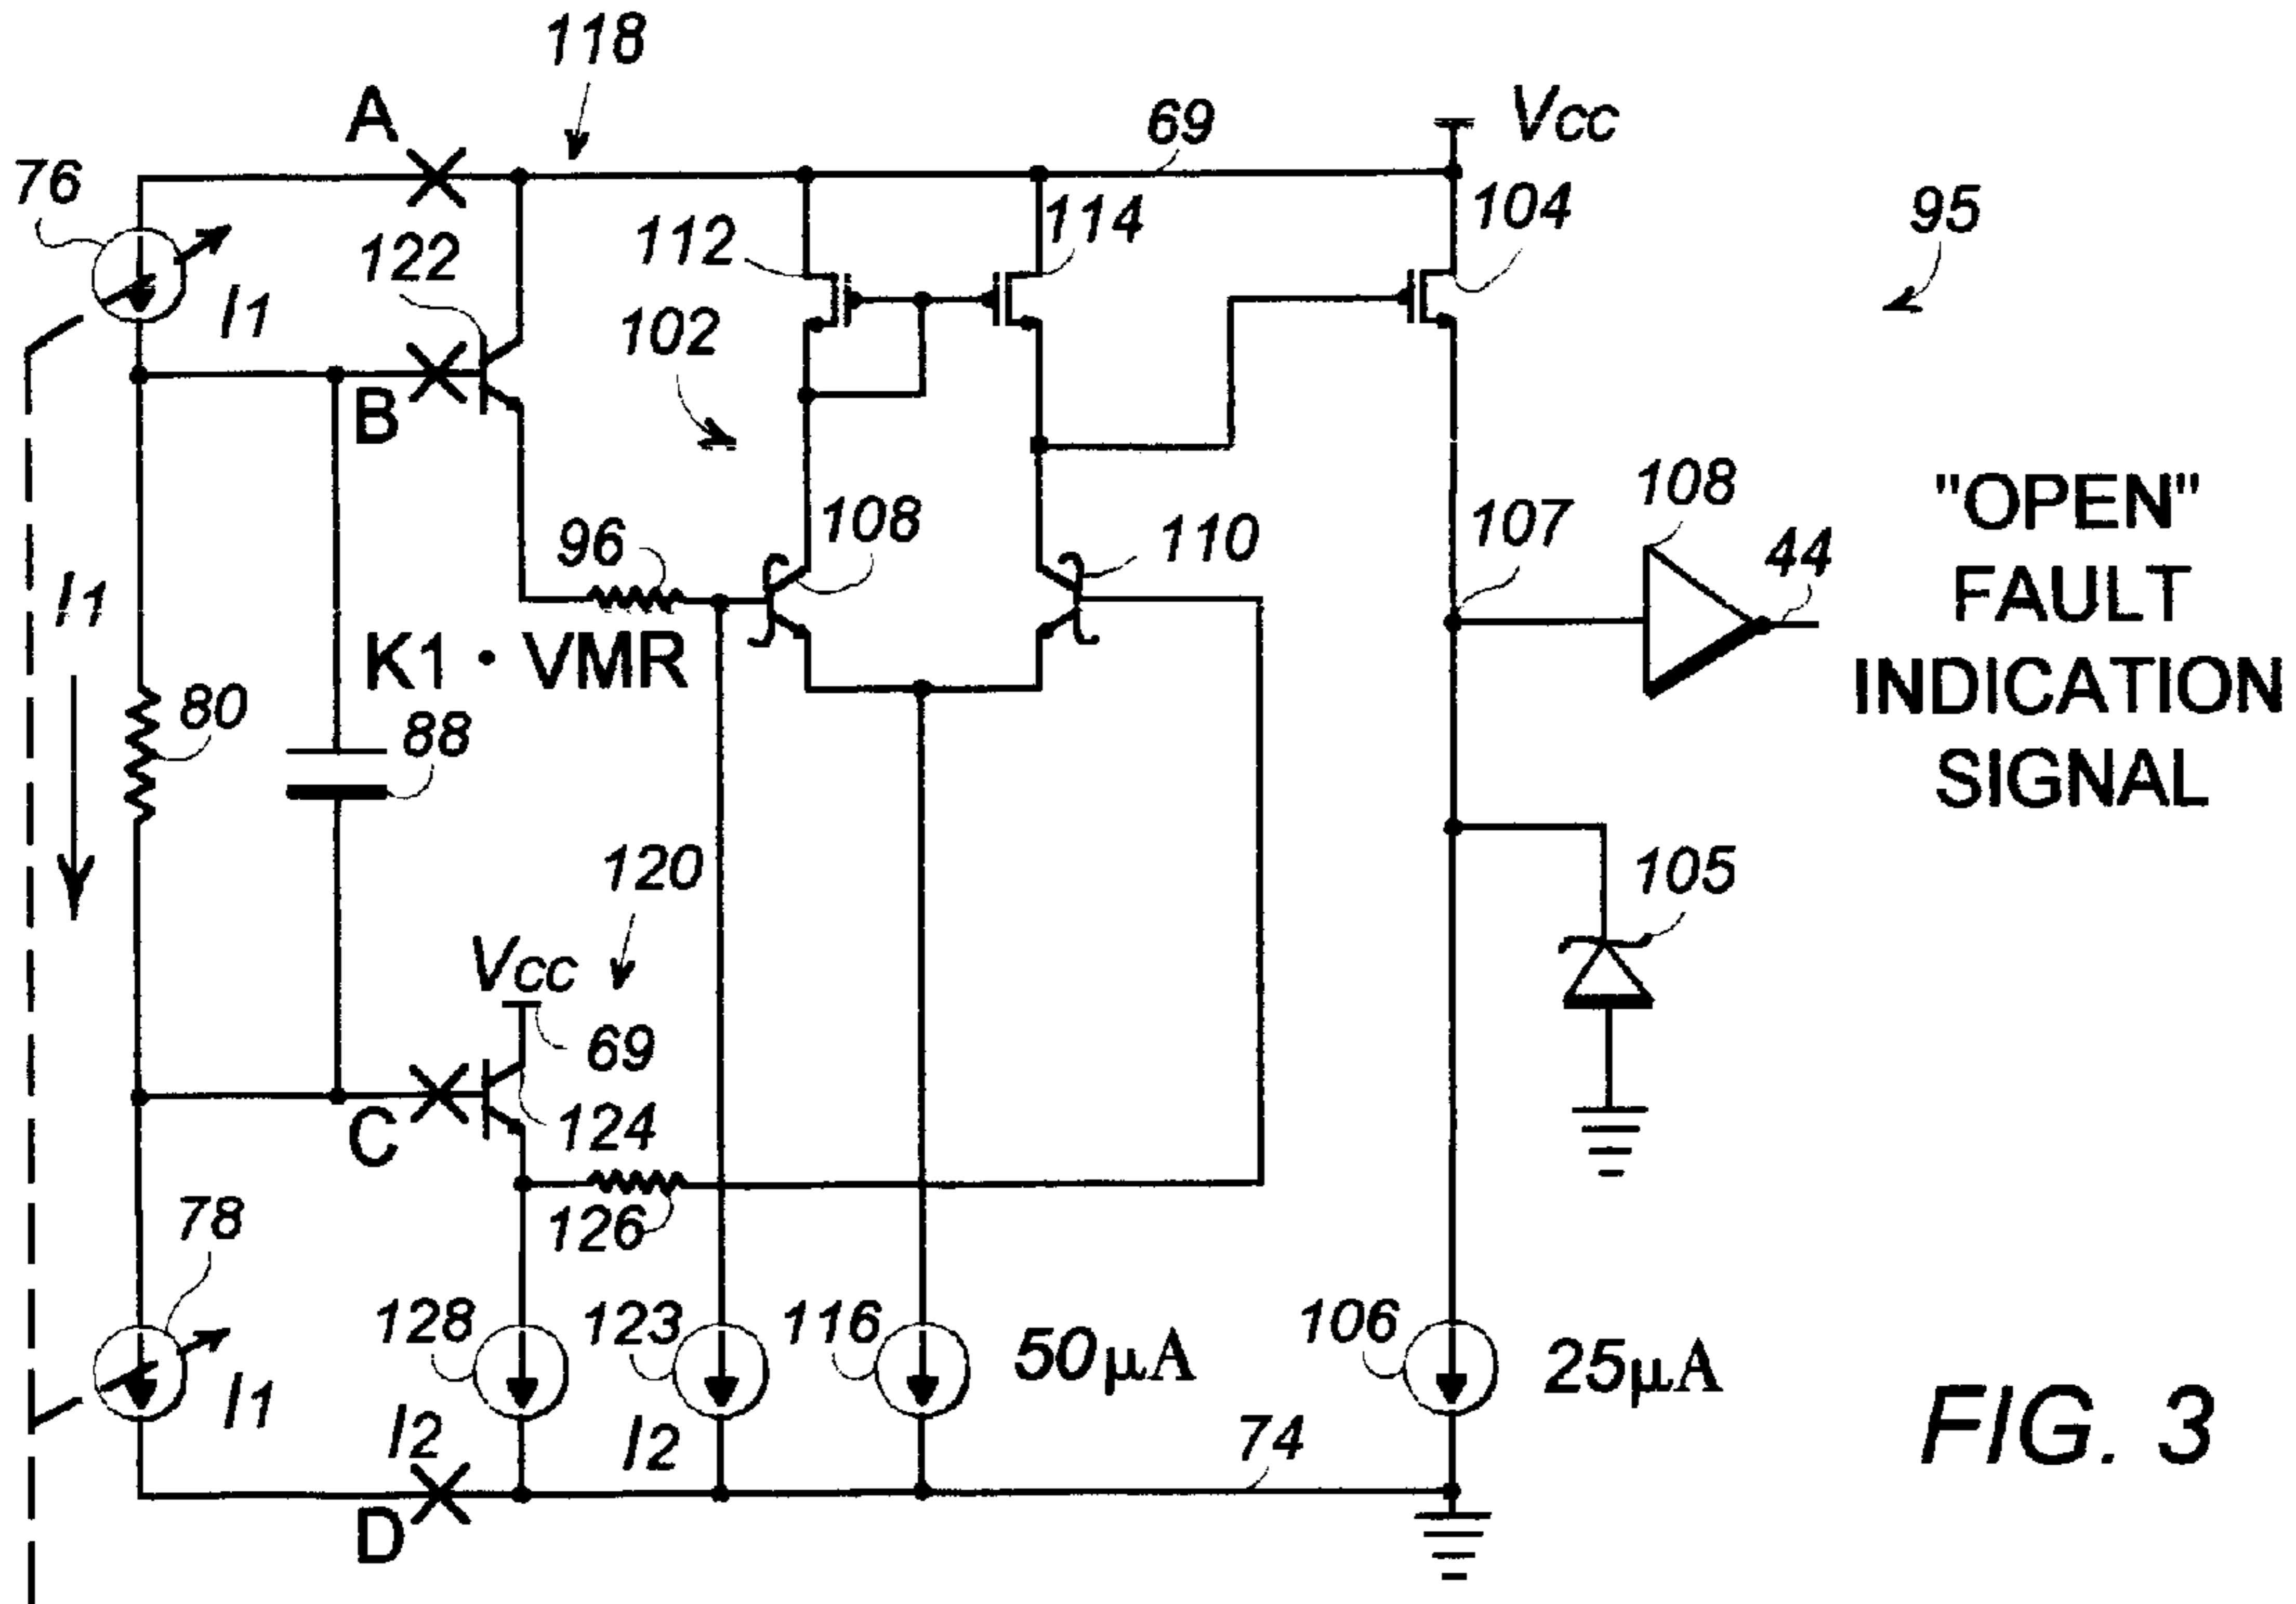 118
A
69
Vcc
76
122
I1
112
114
104
95
102
B
108
110
96
K1 · VMR
107
108
44
"OPEN"
FAULT
INDICATION
SIGNAL
I1
80
88
120
Vcc
69
124
C
126
105
78
I1
128
I2
123
I2
116
50µA
106
25µA
74
D
FIG. 3